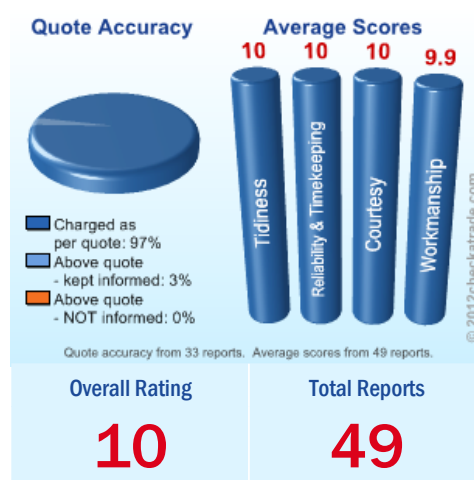 Quote Accuracy
Average Scores
10
10
10
9.9
Tidiness
Reliability & Timekeeping
Courtesy
Workmanship
Charged as
per quote: 97%
Above quote
- kept informed: 3%
Above quote
- NOT informed: 0%
© 2012checkatrade.com
Quote accuracy from 33 reports. Average scores from 49 reports.
Overall Rating
Total Reports
10
49